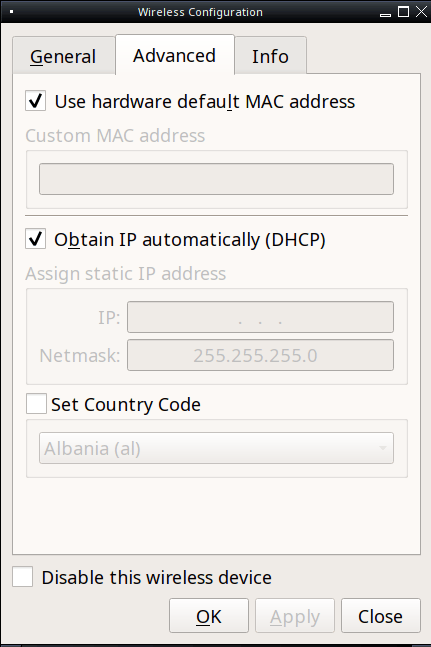 Wireless Configuration
General Advanced Info
Use hardware default MAC address
Custom MAC address
Obtain IP automatically (DHCP)
Assign static IP address
IP: . . .
Netmask: 255.255.255.0
Set Country Code
Albania (al)
Disable this wireless device
OK Apply Close